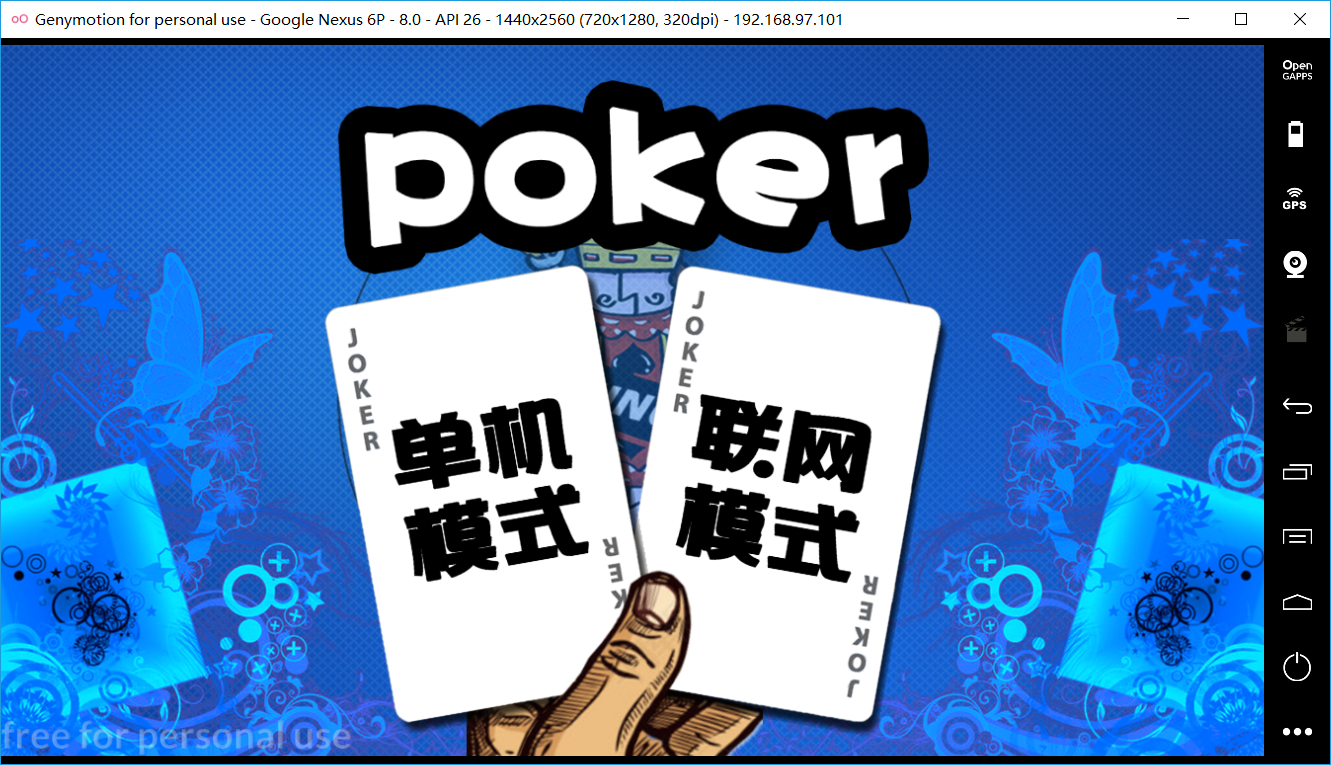 Genymotion for personal use - Google Nexus 6P - 8.0 - API 26 - 1440x2560 (720x1280, 320dpi) - 192.168.97.101
Open
GAPPS
GPS
poker
JOKER
单机
模式
JOKER
联网
模式
KER
JOKER
free for personal use